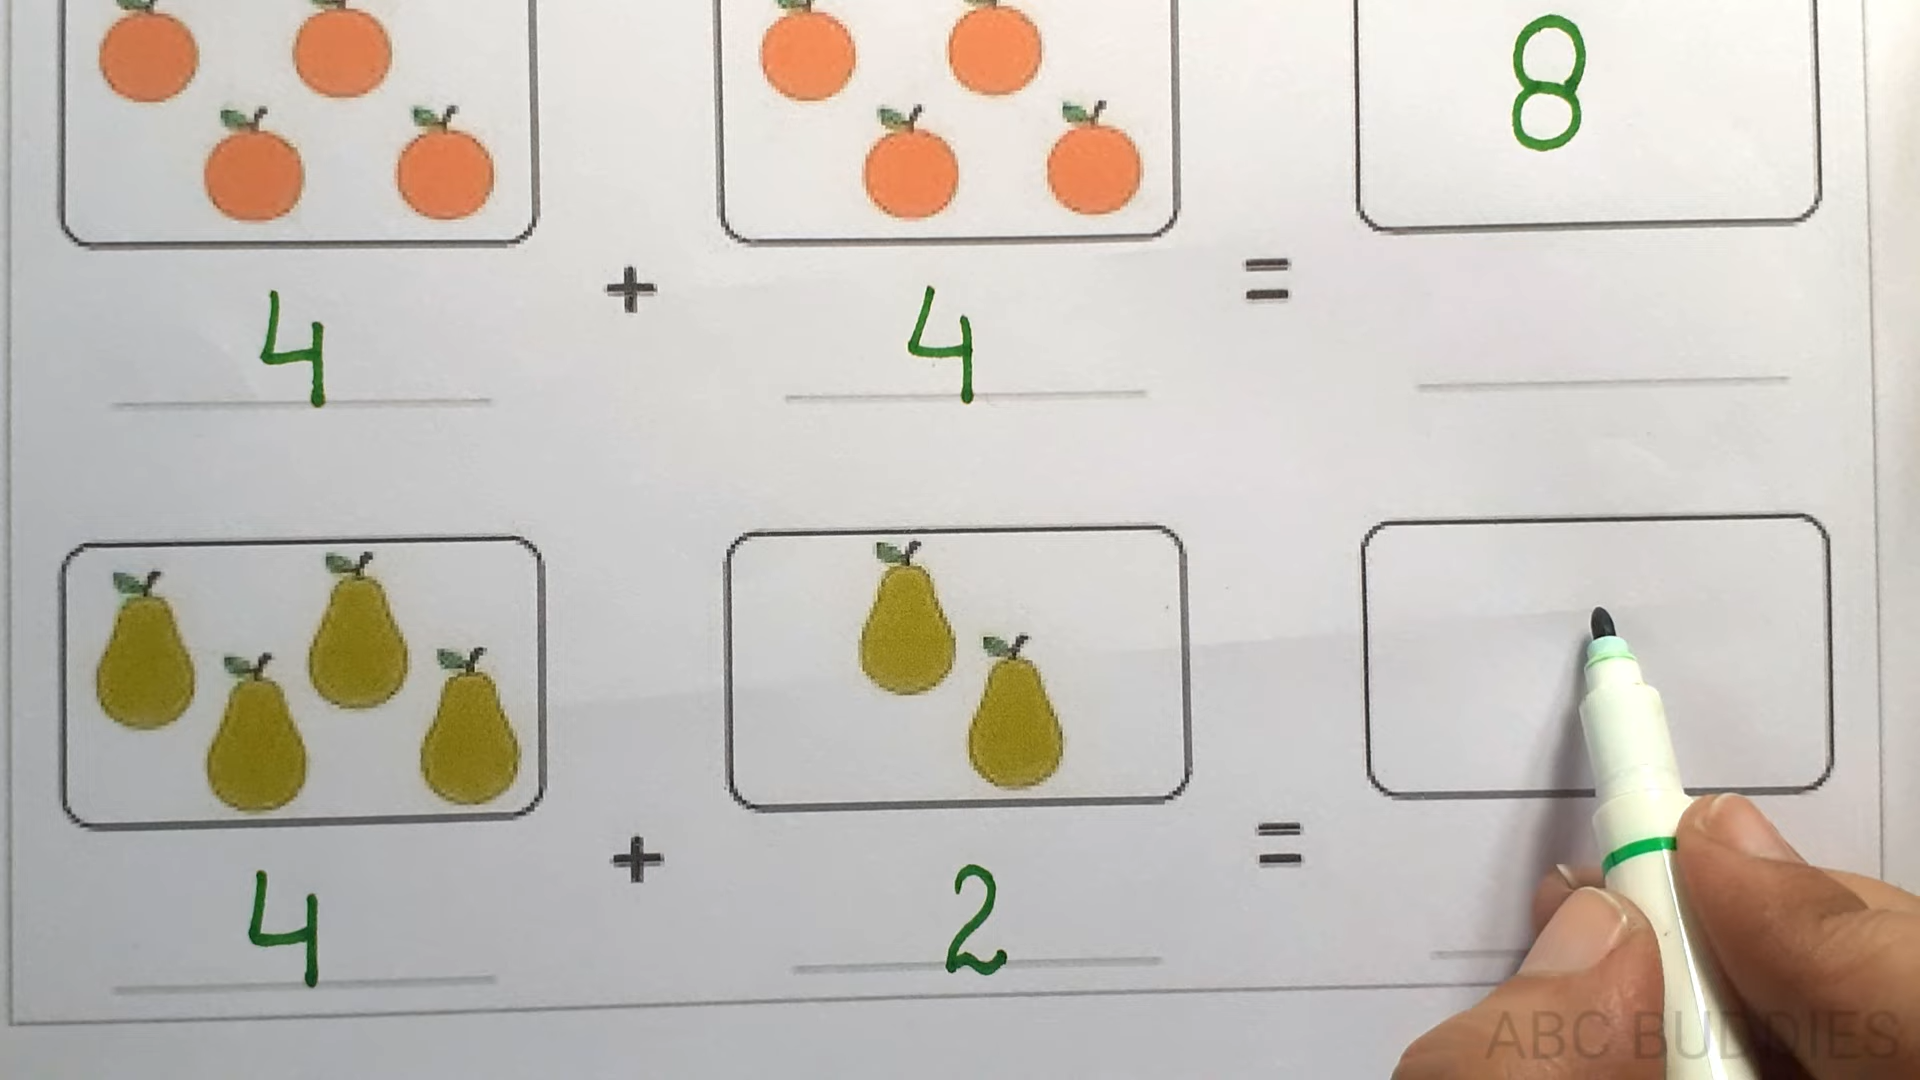 8
4 + 4 =
4 + 2 =
ABC BUDDIES